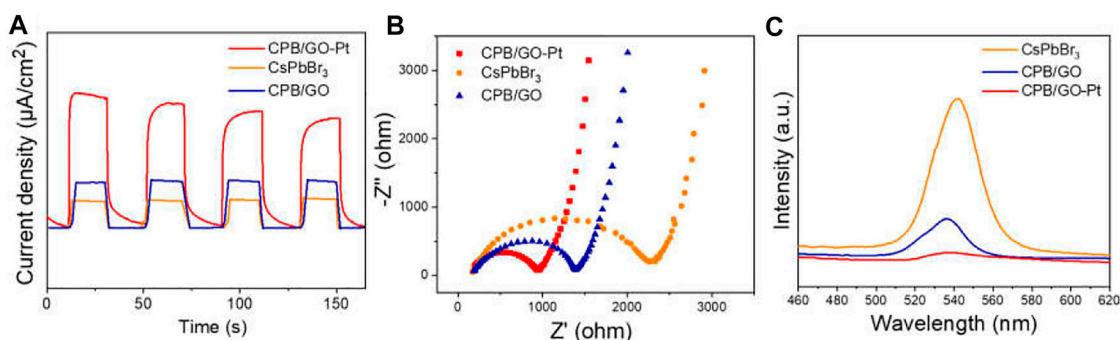 A
CPB/GO-Pt
CsPbBr₃
CPB/GO
Current density (μA/cm²)
0 50 100 150
Time (s)
B
CPB/GO-Pt
CsPbBr₃
CPB/GO
-Z'' (ohm)
3000
2000
1000
0
0 1000 2000 3000
Z' (ohm)
C
CsPbBr₃
CPB/GO
CPB/GO-Pt
Intensity (a.u.)
460 480 500 520 540 560 580 600 620
Wavelength (nm)